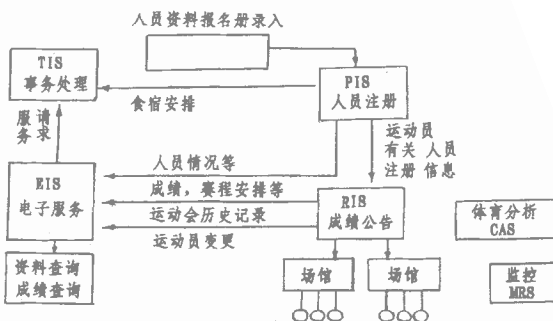 人员资料报名册录入
TIS
事务处理
PIS
人员注册
食宿安排
服请
务求
运动员
有关 人员
注册 信息
人员情况等
EIS
电子服务
成绩，赛程安排等
运动会历史记录
运动员变更
RIS
成绩公告
体育分析
CAS
资料查询
成绩查询
场馆
场馆
监控
MRS